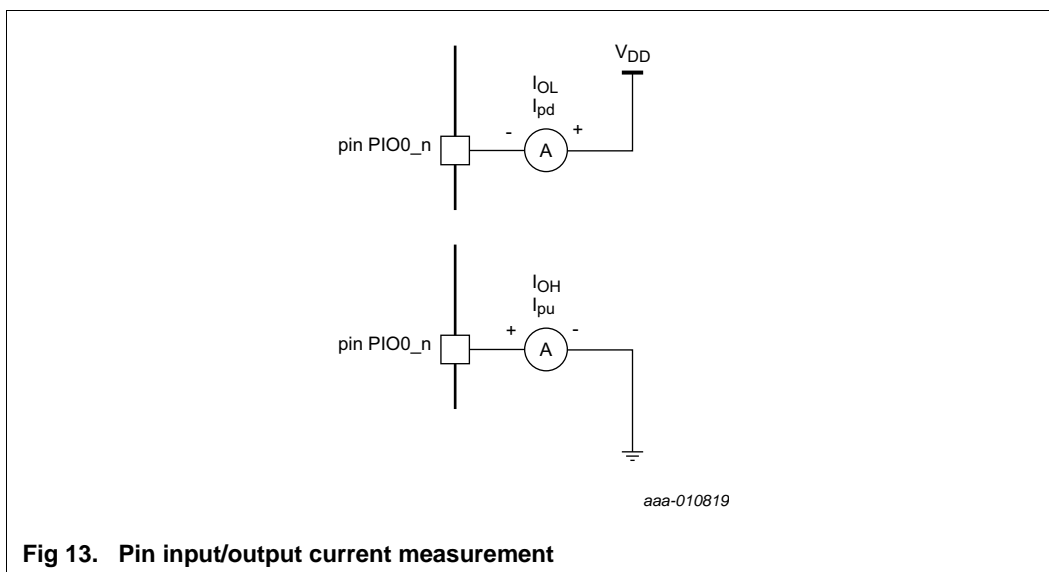 V_DD
I_OL
I_pd
pin PIO0_n
- A +
I_OH
I_pu
pin PIO0_n
+ A -
aaa-010819
Fig 13. Pin input/output current measurement